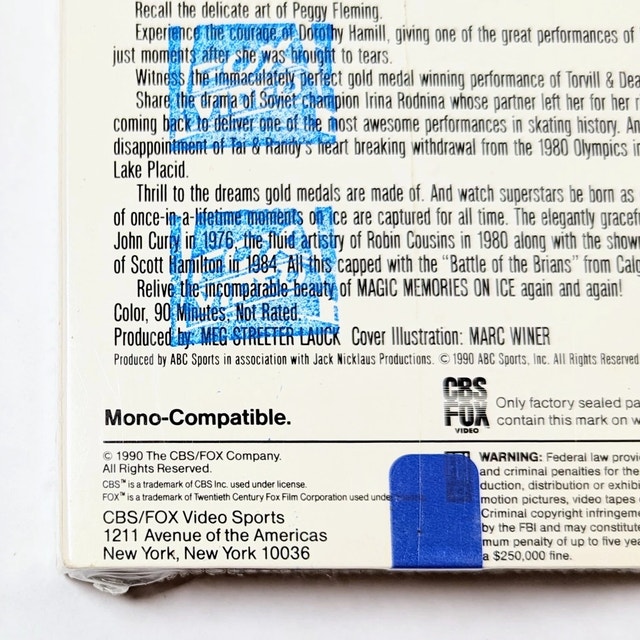 Recall the delicate art of Peggy Fleming.
Experience the courage of Dorothy Hamill, giving one of the great performances of
just moments after she was brought to tears.
Witness the immaculately perfect gold medal winning performance of Torvill & Dea
Share the drama of Soviet champion Irina Rodnina whose partner left her for her r
coming back to deliver one of the most awesome performances in skating history. An
disappointment of Tai & Randy's heart breaking withdrawal from the 1980 Olympics in
Lake Placid.
Thrill to the dreams gold medals are made of. And watch superstars be born as
of once-in-a-lifetime moments on ice are captured for all time. The elegantly gracef
John Curry in 1976, the fluid artistry of Robin Cousins in 1980 along with the show
of Scott Hamilton in 1984. All this capped with the "Battle of the Brians" from Calg
Relive the incomparable beauty of MAGIC MEMORIES ON ICE again and again!
Color, 90 Minutes. Not Rated.
Produced by: MEG STREETER LAUCK Cover Illustration: MARC WINER
Produced by ABC Sports in association with Jack Nicklaus Productions. © 1990 ABC Sports, Inc. All Rights Reserved
CBS
FOX
VIDEO
Only factory sealed pa
contain this mark on w
Mono-Compatible.
© 1990 The CBS/FOX Company.
All Rights Reserved.
CBS™ is a trademark of CBS Inc. used under license.
FOX™ is a trademark of Twentieth Century Fox Film Corporation used under
CBS/FOX Video Sports
1211 Avenue of the Americas
New York, New York 10036
WARNING: Federal law provi
and criminal penalties for the
duction, distribution or exhibi
motion pictures, video tapes
Criminal copyright infringeme
by the FBI and may constitute
mum penalty of up to five yea
a $250,000 fine.